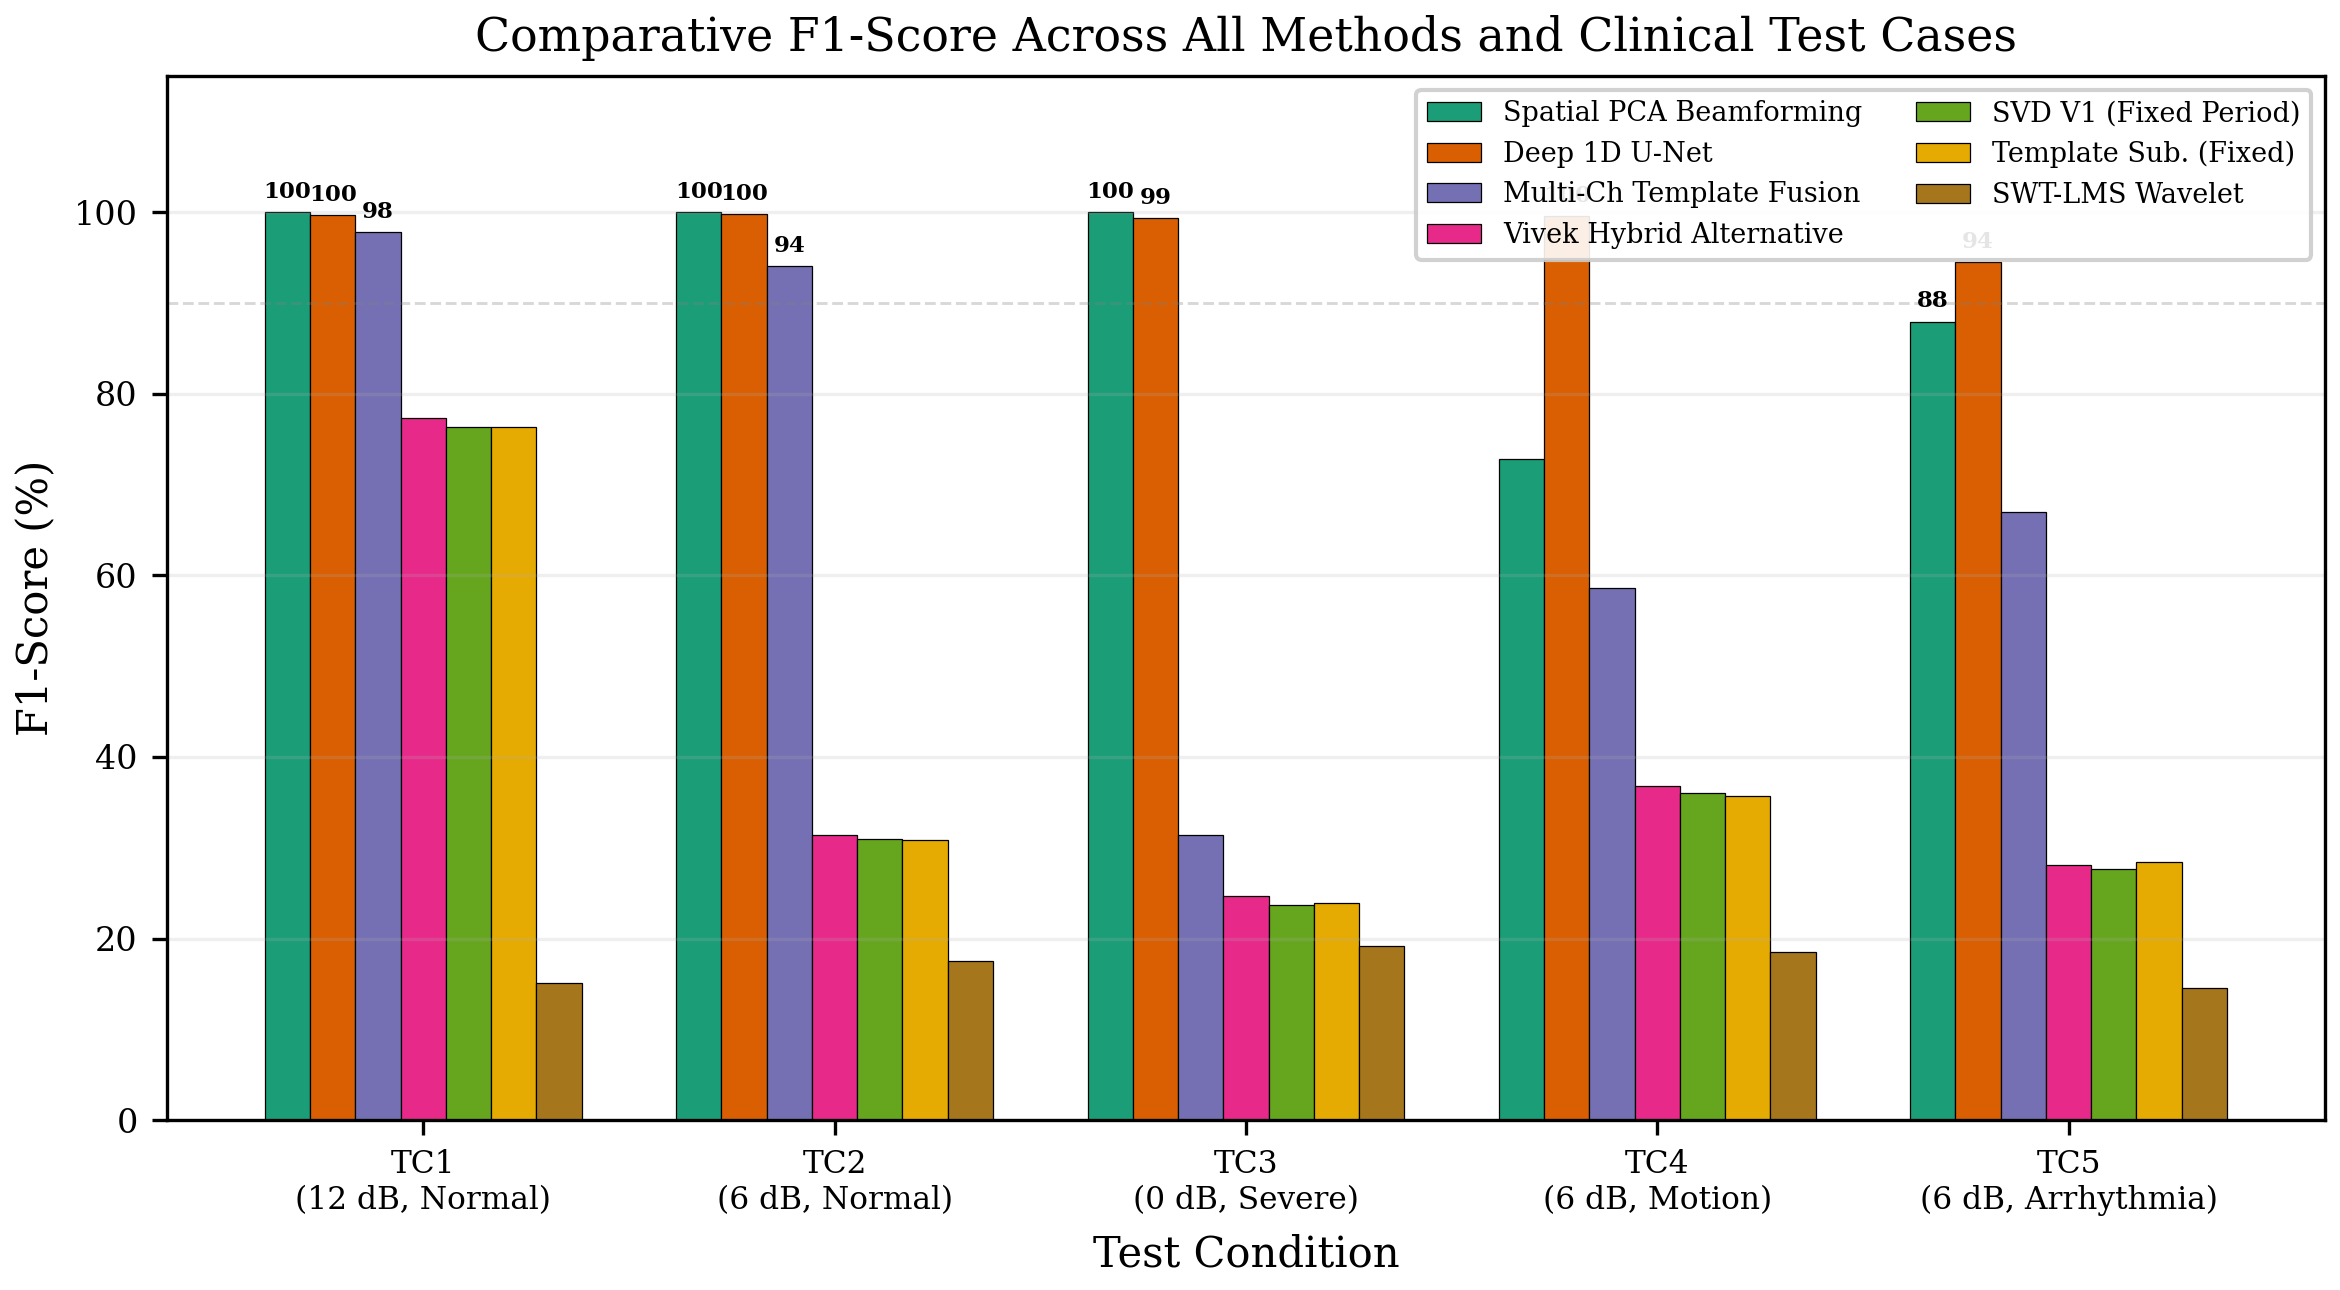 Comparative F1-Score Across All Methods and Clinical Test Cases
Spatial PCA Beamforming
Deep 1D U-Net
Multi-Ch Template Fusion
Vivek Hybrid Alternative
SVD V1 (Fixed Period)
Template Sub. (Fixed)
SWT-LMS Wavelet
100 100 98
100 100 94
100 99
88 94
F1-Score (%)
100
80
60
40
20
0
TC1
(12 dB, Normal)
TC2
(6 dB, Normal)
TC3
(0 dB, Severe)
TC4
(6 dB, Motion)
TC5
(6 dB, Arrhythmia)
Test Condition